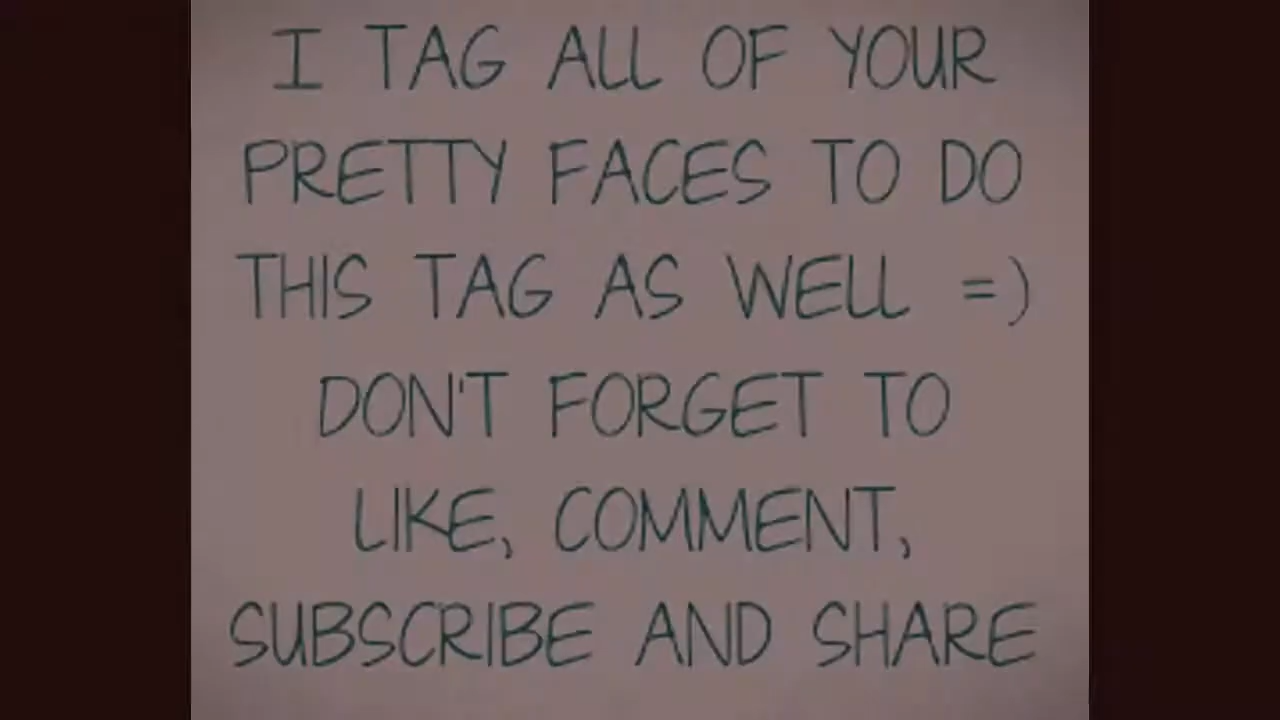 I TAG ALL OF YOUR
PRETTY FACES TO DO
THIS TAG AS WELL =)
DON'T FORGET TO
LIKE, COMMENT,
SUBSCRIBE AND SHARE